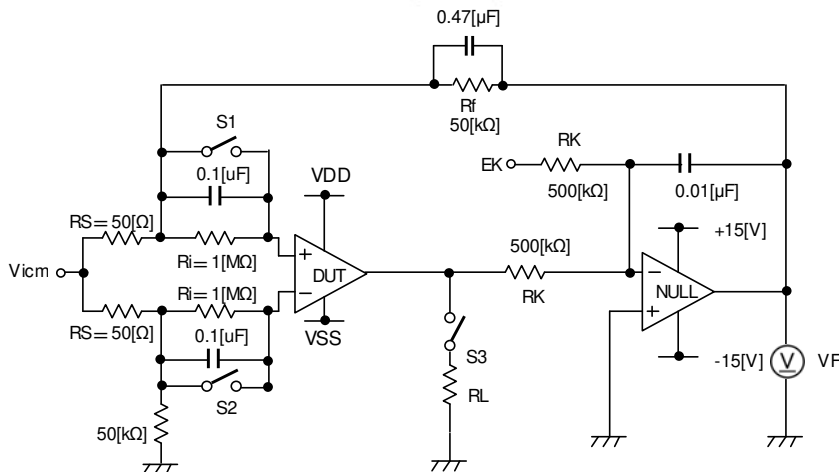 0.47[µF]
Rf
50[kΩ]
S1
0.1[uF]
VDD
EK
RK
500[kΩ]
0.01[µF]
RS=50[Ω]
Ri=1[MΩ]
500[kΩ]
+15[V]
Vicm
+
DUT
−
RK
−
NULL
+
Ri=1[MΩ]
RS=50[Ω]
VSS
0.1[uF]
S3
-15[V]
V
VF
S2
RL
50[kΩ]